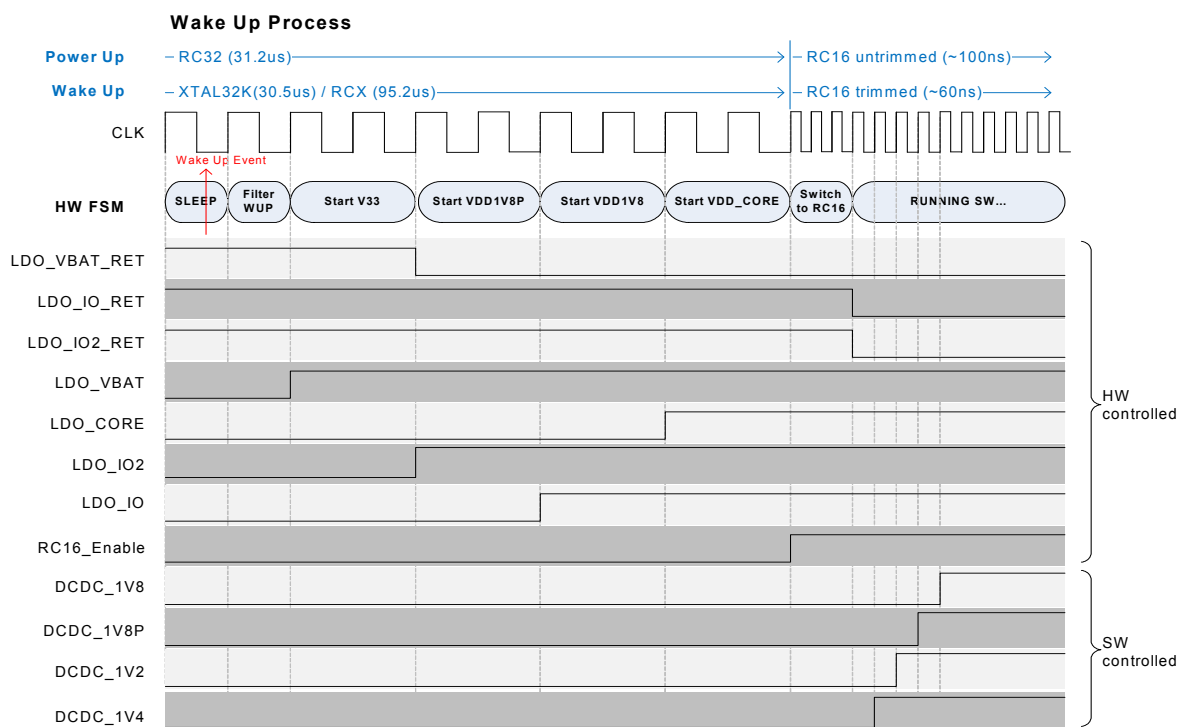 Wake Up Process
Power Up
RC32 (31.2us)
RC16 untrimmed (~100ns)
Wake Up
XTAL32K(30.5us) / RCX (95.2us)
RC16 trimmed (~60ns)
CLK
Wake Up Event
HW FSM
SLEEP
Filter
WUP
Start V33
Start VDD1V8P
Start VDD1V8
Start VDD_CORE
Switch
to RC16
RUNNING SW...
LDO_VBAT_RET
LDO_IO_RET
LDO_IO2_RET
LDO_VBAT
LDO_CORE
LDO_IO2
LDO_IO
RC16_Enable
HW
controlled
DCDC_1V8
DCDC_1V8P
DCDC_1V2
DCDC_1V4
SW
controlled